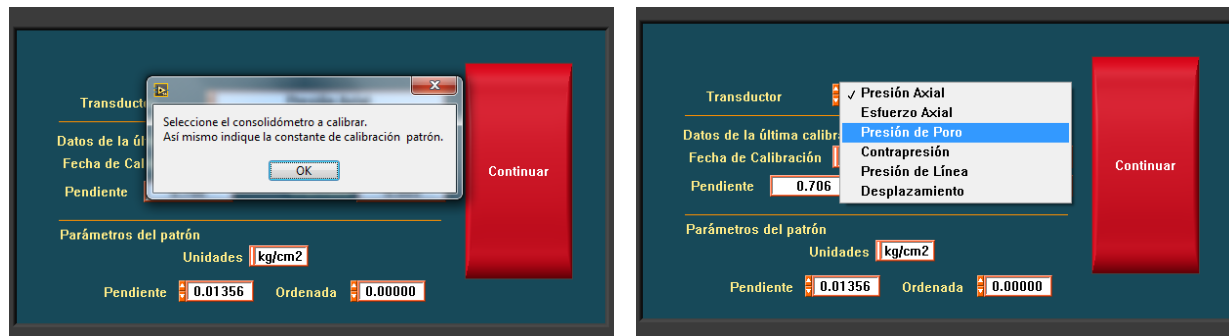 Seleccione el consolidómetro a calibrar.
Así mismo indique la constante de calibración patrón.
OK
Transduct
Datos de la úl
Fecha de Cal
Pendiente
Continuar
Parámetros del patrón
Unidades kg/cm2
Pendiente 0.01356 Ordenada 0.00000
Transductor
✓ Presión Axial
Esfuerzo Axial
Presión de Poro
Contrapresión
Presión de Línea
Desplazamiento
Datos de la última calibr
Fecha de Calibración
Pendiente 0.706
Continuar
Parámetros del patrón
Unidades kg/cm2
Pendiente 0.01356 Ordenada 0.00000